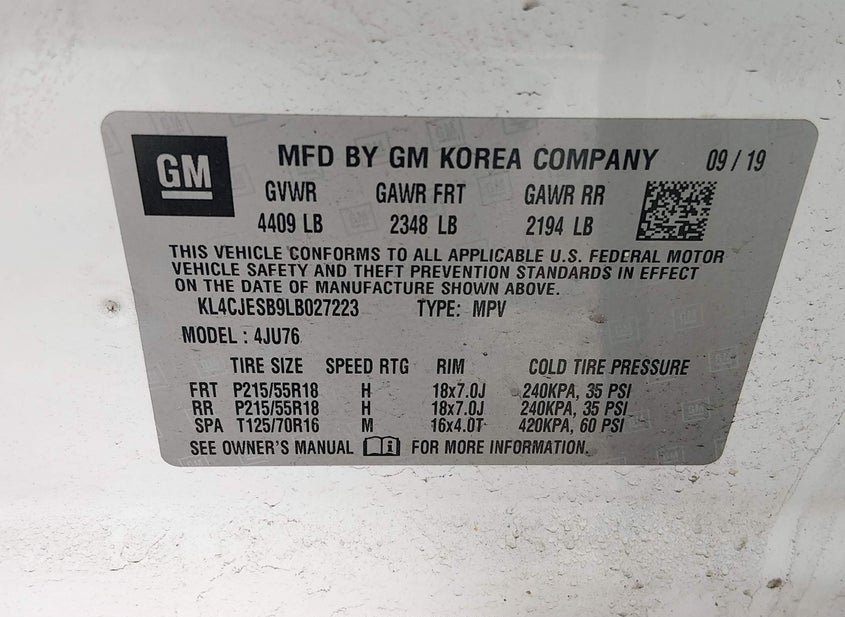 GM MFD BY GM KOREA COMPANY 09 / 19
GVWR GAWR FRT GAWR RR
4409 LB 2348 LB 2194 LB
THIS VEHICLE CONFORMS TO ALL APPLICABLE U.S. FEDERAL MOTOR
VEHICLE SAFETY AND THEFT PREVENTION STANDARDS IN EFFECT
ON THE DATE OF MANUFACTURE SHOWN ABOVE.
KL4CJESB9LB027223 TYPE: MPV
MODEL : 4JU76
TIRE SIZE SPEED RTG RIM COLD TIRE PRESSURE
FRT P215/55R18 H 18x7.0J 240KPA, 35 PSI
RR P215/55R18 H 18x7.0J 240KPA, 35 PSI
SPA T125/70R16 M 16x4.0T 420KPA, 60 PSI
SEE OWNER'S MANUAL i FOR MORE INFORMATION.